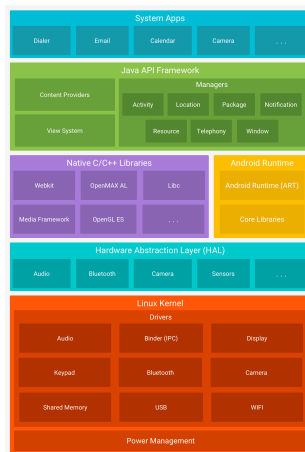 System Apps
Dialer Email Calendar Camera . . .
Java API Framework
Content Providers
View System
Managers
Activity Location Package Notification
Resource Telephony Window
Native C/C++ Libraries
Webkit OpenMAX AL Libc
Media Framework OpenGL ES . . .
Android Runtime
Android Runtime (ART)
Core Libraries
Hardware Abstraction Layer (HAL)
Audio Bluetooth Camera Sensors . . .
Linux Kernel
Drivers
Audio Binder (IPC) Display
Keypad Bluetooth Camera
Shared Memory USB WIFI
Power Management